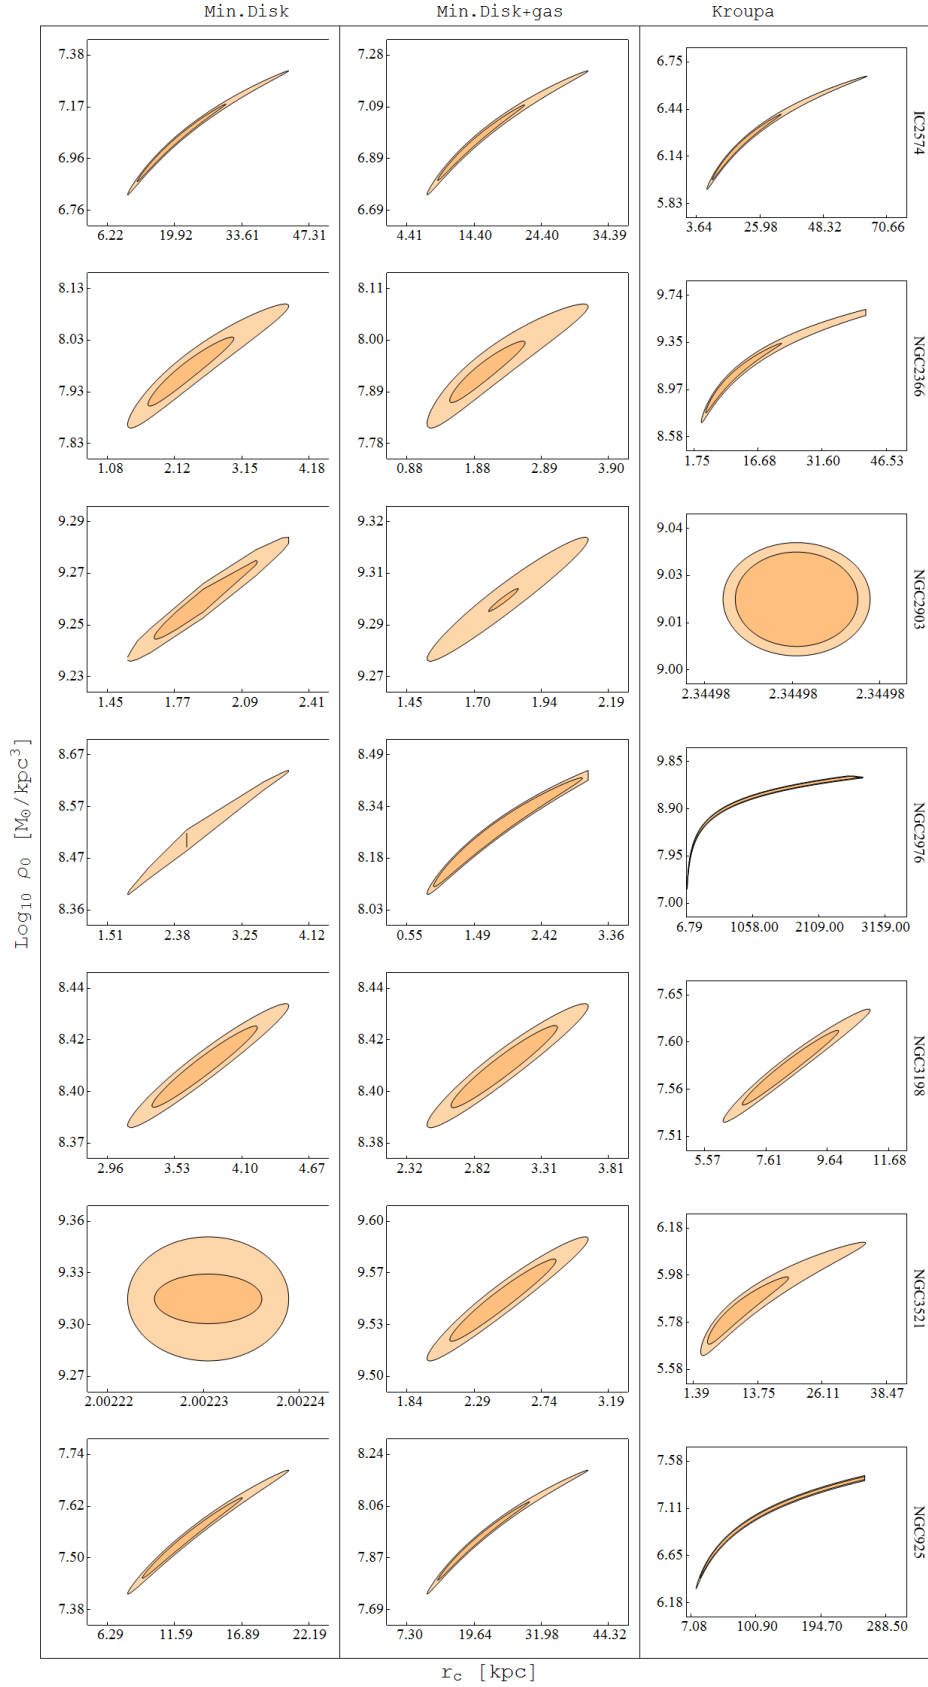 Min.Disk Min.Disk+gas Kroupa
7.38 7.17 6.96 6.76
6.22 19.92 33.61 47.31
7.28 7.09 6.89 6.69
4.41 14.40 24.40 34.39
6.75 6.44 6.14 5.83
3.64 25.98 48.32 70.66
IC2574
8.13 8.03 7.93 7.83
1.08 2.12 3.15 4.18
8.11 8.00 7.89 7.78
0.88 1.88 2.89 3.90
9.74 9.35 8.97 8.58
1.75 16.68 31.60 46.53
NGC2366
9.29 9.27 9.25 9.23
1.45 1.77 2.09 2.41
9.32 9.31 9.29 9.27
1.45 1.70 1.94 2.19
9.04 9.03 9.01 9.00
2.34498 2.34498 2.34498
NGC2903
8.67 8.57 8.47 8.36
1.51 2.38 3.25 4.12
8.49 8.34 8.18 8.03
0.55 1.49 2.42 3.36
9.85 8.90 7.95 7.00
6.79 1058.00 2109.00 3159.00
NGC2976
Log10 ρ0 [M⊙/kpc3]
8.44 8.42 8.40 8.37
2.96 3.53 4.10 4.67
8.44 8.42 8.40 8.38
2.32 2.82 3.31 3.81
7.65 7.60 7.56 7.51
5.57 7.61 9.64 11.68
NGC3198
9.36 9.33 9.30 9.27
2.00222 2.00223 2.00224
9.60 9.57 9.53 9.50
1.84 2.29 2.74 3.19
6.18 5.98 5.78 5.58
1.39 13.75 26.11 38.47
NGC3521
7.74 7.62 7.50 7.38
6.29 11.59 16.89 22.19
8.24 8.06 7.87 7.69
7.30 19.64 31.98 44.32
7.58 7.11 6.65 6.18
7.08 100.90 194.70 288.50
NGC925
rc [kpc]